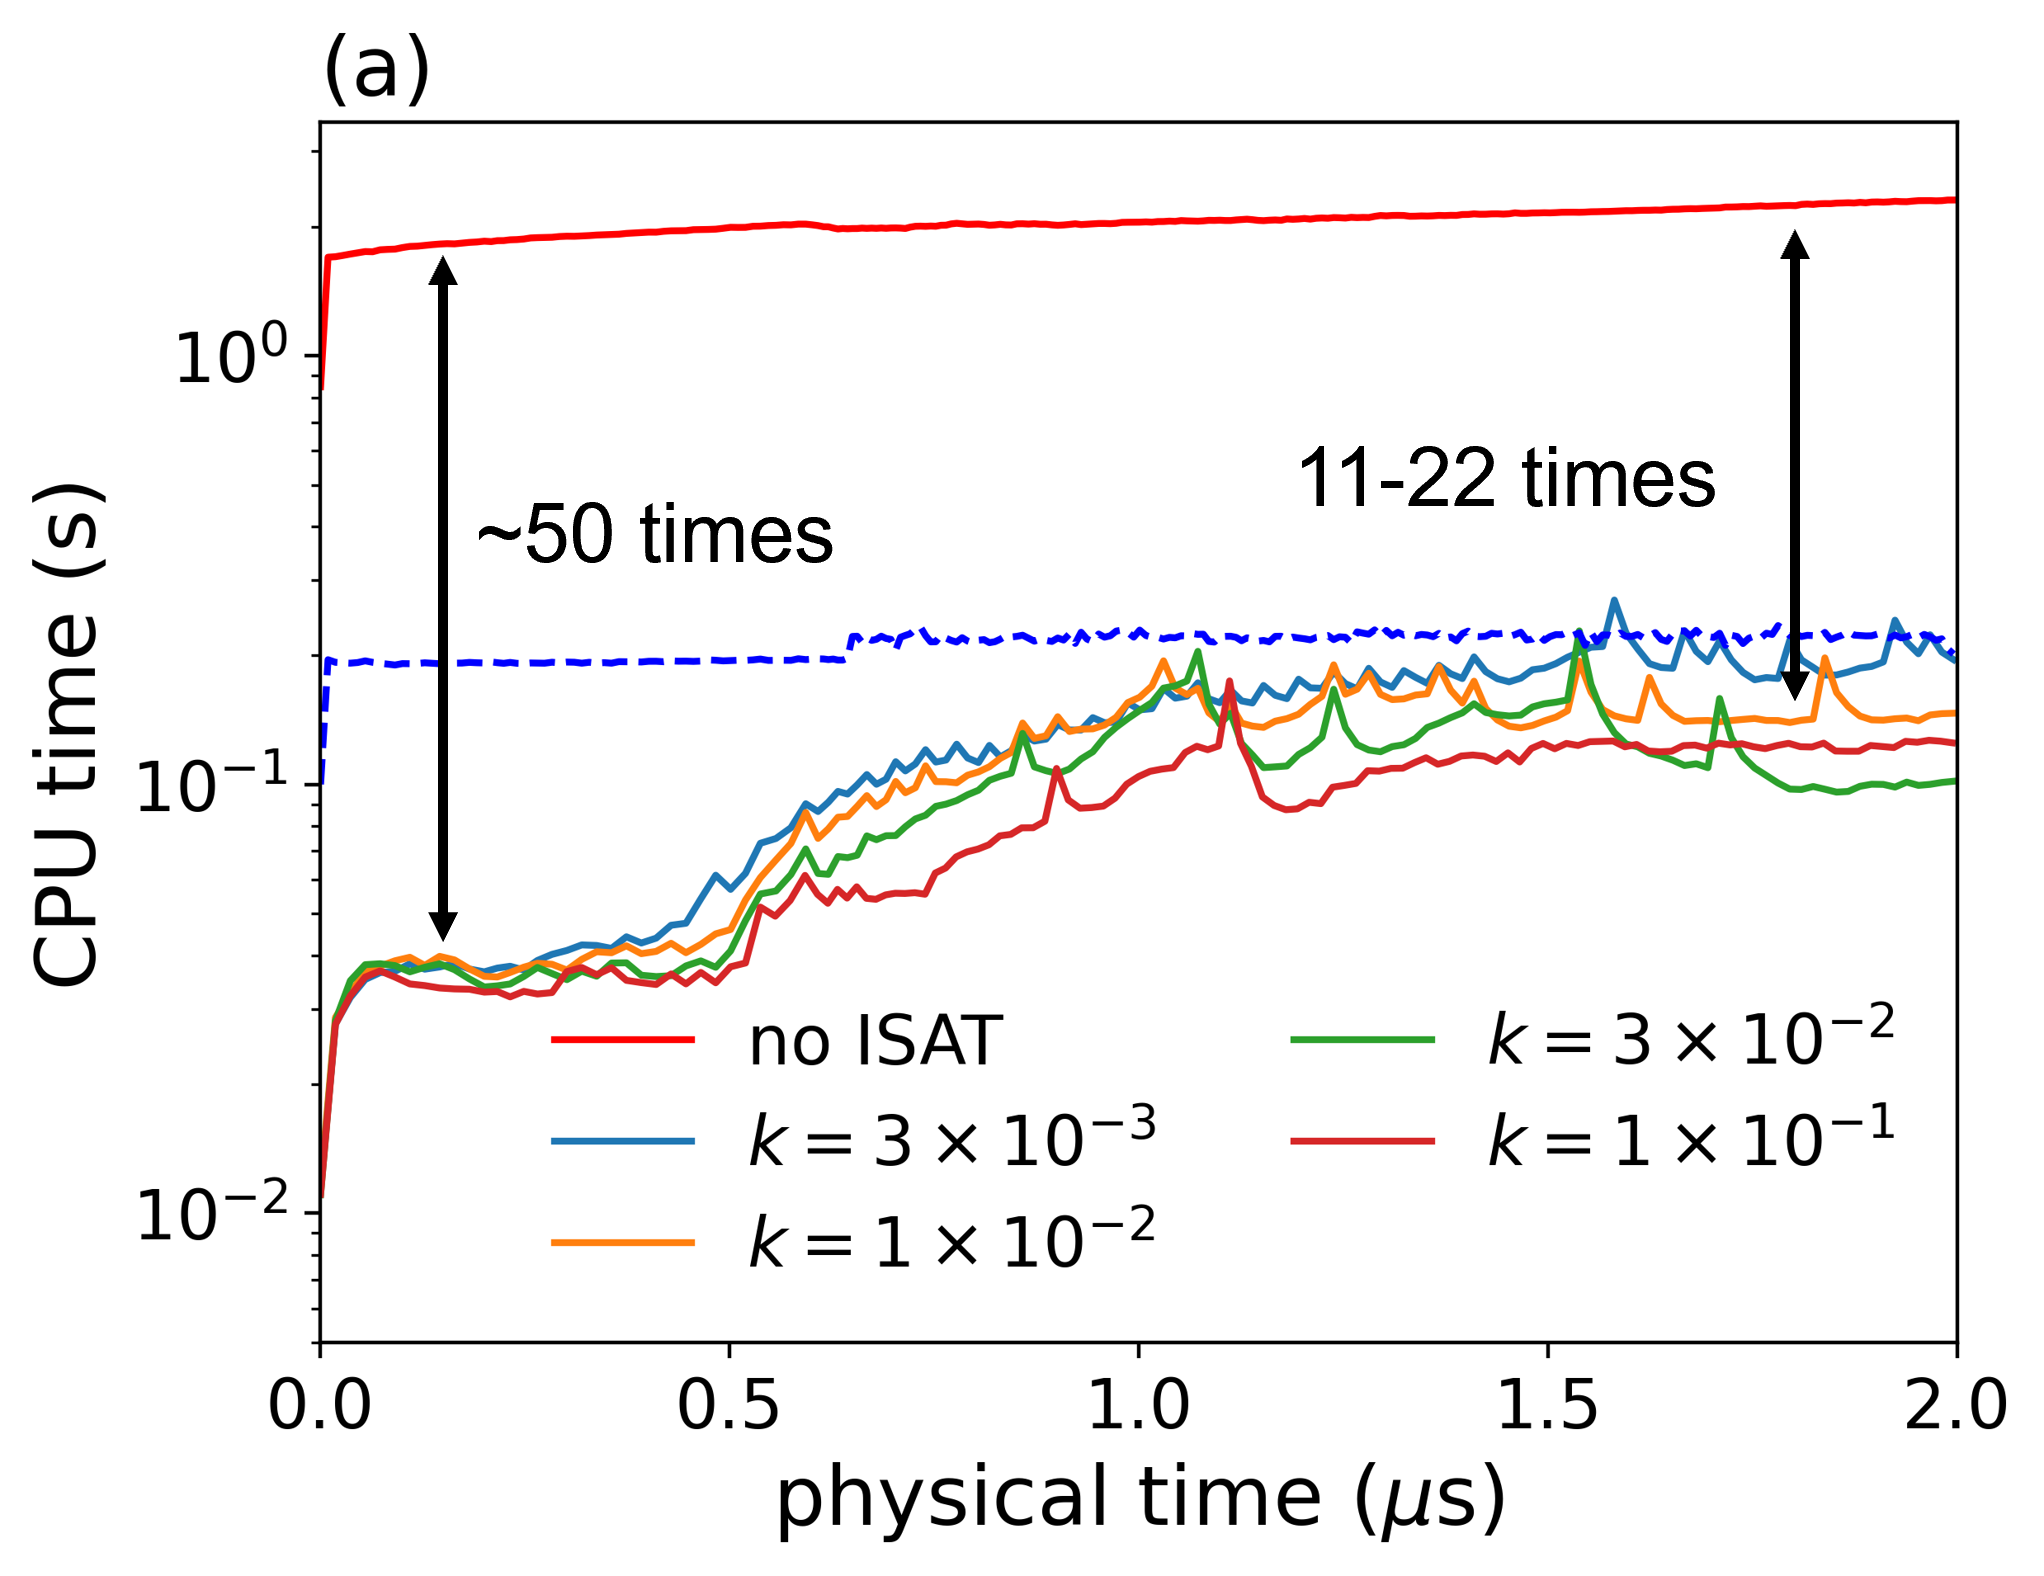 (a)
CPU time (s)
10⁰
10⁻¹
10⁻²
~50 times
11-22 times
no ISAT
k = 3 × 10⁻³
k = 1 × 10⁻²
k = 3 × 10⁻²
k = 1 × 10⁻¹
0.0 0.5 1.0 1.5 2.0
physical time (μs)